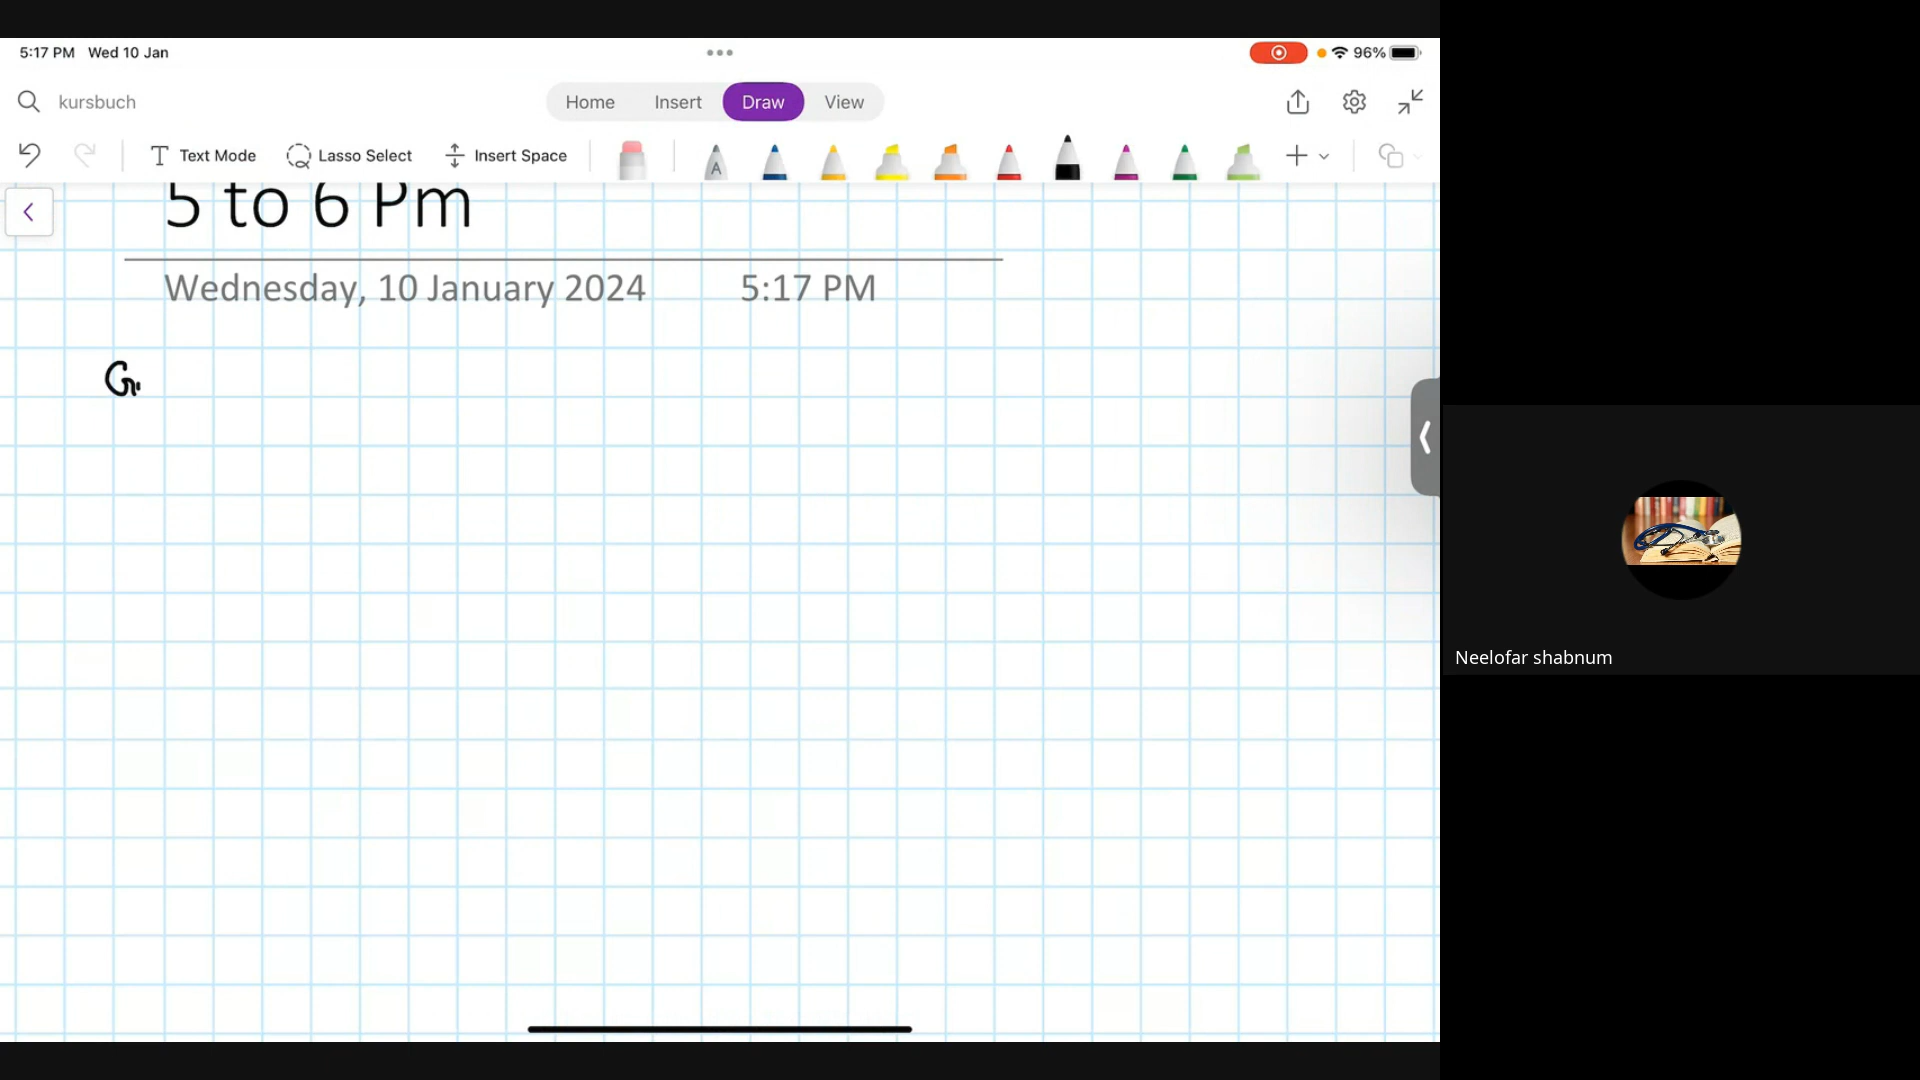 5:17 PM Wed 10 Jan
96%
kursbuch
Home Insert Draw View
Text Mode Lasso Select Insert Space
A
5 to 6 Pm
Wednesday, 10 January 2024 5:17 PM
Neelofar shabnum